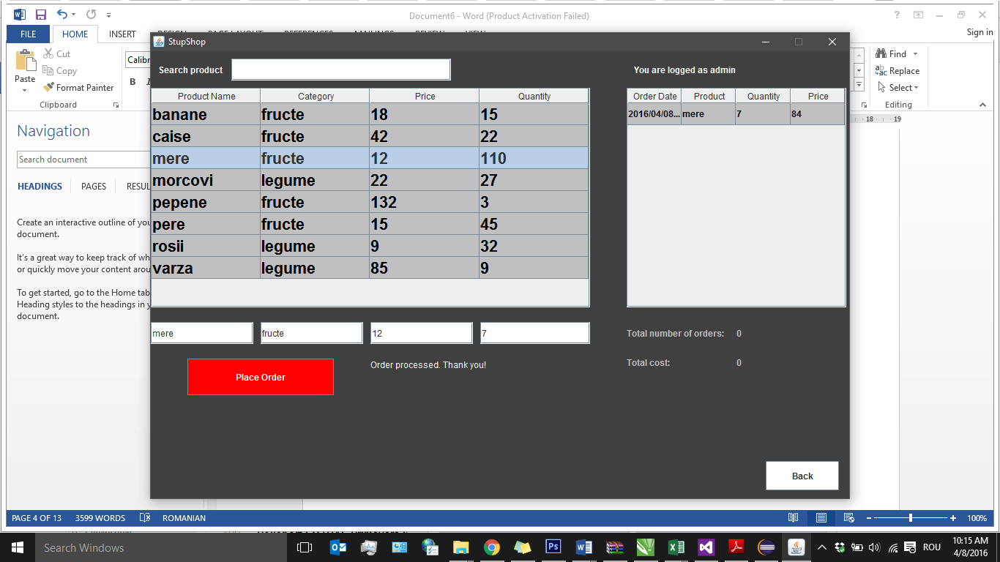 Document6 - Word (Product Activation Failed)
FILE HOME INSERT
Sign in
StupShop
Cut
Copy
Paste
Format Painter
Clipboard
Calibr
B
Find
Replace
Select
Editing
Search product
You are logged as admin
Product Name Category Price Quantity
banane fructe 18 15
caise fructe 42 22
mere fructe 12 110
morcovi legume 22 27
pepene fructe 132 3
pere fructe 15 45
rosii legume 9 32
varza legume 85 9
Order Date Product Quantity Price
2016/04/08... mere 7 84
18 19
Navigation
Search document
HEADINGS PAGES RESUL
Create an interactive outline of you
document.
It's a great way to keep track of wh
or quickly move your content arou
To get started, go to the Home tab
Heading styles to the headings in y
document.
mere fructe 12 7
Total number of orders: 0
Place Order
Order processed. Thank you!
Total cost: 0
Back
PAGE 4 OF 13 3599 WORDS ROMANIAN 100%
Search Windows
ROU
10:15 AM
4/8/2016